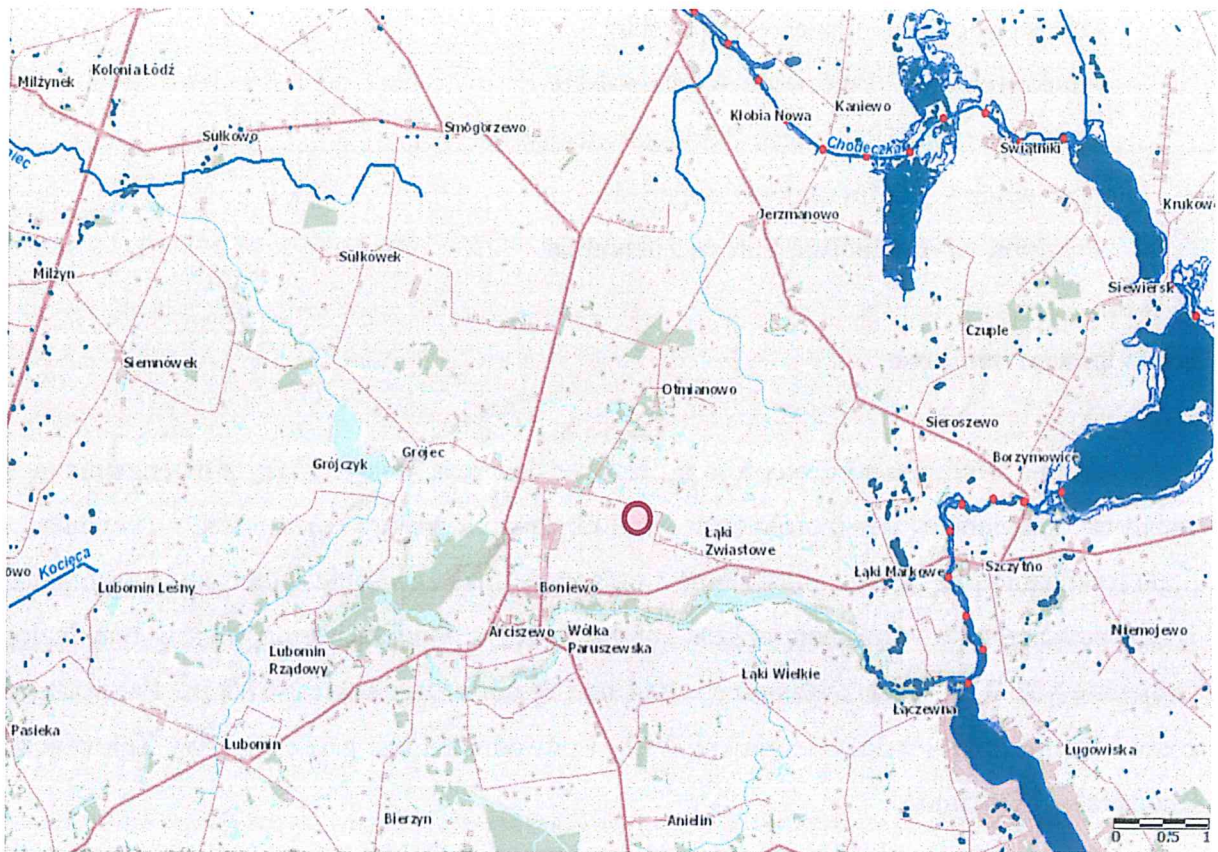 Kolonia Łódź
Milżynek
Sułkowo
Smogorzewo
Kłobia Nowa
Kaniewo
Chodeczka
Świątniki
iec
Krukowo
Jerzmanowo
Sułkówek
Milżyn
Siewiersk
Siemnówek
Czuple
Otmianowo
Sieroszewo
Grójczyk
Grójec
Borzymowice
Łąki
Zwiastowe
owo
Kocięca
Lubomin Leśny
Boniewo
Łąki Markowe
Szczytno
Arciszewo
Wólka
Paruszewska
Niemojewo
Lubomin
Rządowy
Łąki Wielkie
Łączewna
Pasieka
Lubomin
Ługowiska
Bierzyn
Anielin
0 0.5 1